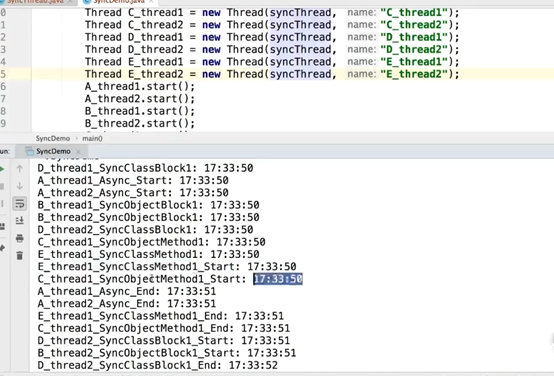 SyncThread.java SyncDemo.java
Thread C_thread1 = new Thread(syncThread, name: "C_thread1");
Thread C_thread2 = new Thread(syncThread, name: "C_thread2");
Thread D_thread1 = new Thread(syncThread, name: "D_thread1");
Thread D_thread2 = new Thread(syncThread, name: "D_thread2");
Thread E_thread1 = new Thread(syncThread, name: "E_thread1");
5 Thread E_thread2 = new Thread(syncThread, name: "E_thread2");
6 A_thread1.start();
7 A_thread2.start();
8 B_thread1.start();
9 B_thread2.start();
SyncDemo › main()
un: SyncDemo ×
D_thread1_SyncClassBlock1: 17:33:50
A_thread1_Async_Start: 17:33:50
A_thread2_Async_Start: 17:33:50
B_thread1_SyncObjectBlock1: 17:33:50
B_thread2_SyncObjectBlock1: 17:33:50
D_thread2_SyncClassBlock1: 17:33:50
C_thread1_SyncObjectMethod1: 17:33:50
E_thread1_SyncClassMethod1: 17:33:50
E_thread1_SyncClassMethod1_Start: 17:33:50
C_thread1_SyncObjectMethod1_Start: 17:33:50
A_thread1_Async_End: 17:33:51
A_thread2_Async_End: 17:33:51
E_thread1_SyncClassMethod1_End: 17:33:51
C_thread1_SyncObjectMethod1_End: 17:33:51
D_thread2_SyncClassBlock1_Start: 17:33:51
B_thread2_SyncObjectBlock1_Start: 17:33:51
D_thread2_SyncClassBlock1_End: 17:33:52